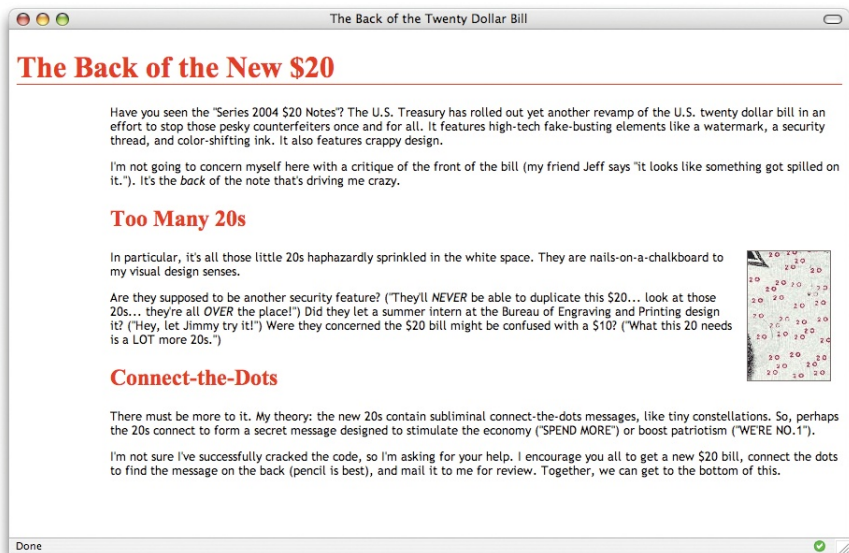 The Back of the Twenty Dollar Bill
The Back of the New $20
Have you seen the "Series 2004 $20 Notes"? The U.S. Treasury has rolled out yet another revamp of the U.S. twenty dollar bill in an
effort to stop those pesky counterfeiters once and for all. It features high-tech fake-busting elements like a watermark, a security
thread, and color-shifting ink. It also features crappy design.
I'm not going to concern myself here with a critique of the front of the bill (my friend Jeff says "it looks like something got spilled on
it."). It's the back of the note that's driving me crazy.
Too Many 20s
In particular, it's all those little 20s haphazardly sprinkled in the white space. They are nails-on-a-chalkboard to
my visual design senses.
Are they supposed to be another security feature? ("They'll NEVER be able to duplicate this $20... look at those
20s... they're all OVER the place!") Did they let a summer intern at the Bureau of Engraving and Printing design
it? ("Hey, let Jimmy try it!") Were they concerned the $20 bill might be confused with a $10? ("What this 20 needs
is a LOT more 20s.")
Connect-the-Dots
There must be more to it. My theory: the new 20s contain subliminal connect-the-dots messages, like tiny constellations. So, perhaps
the 20s connect to form a secret message designed to stimulate the economy ("SPEND MORE") or boost patriotism ("WE'RE NO.1").
I'm not sure I've successfully cracked the code, so I'm asking for your help. I encourage you all to get a new $20 bill, connect the dots
to find the message on the back (pencil is best), and mail it to me for review. Together, we can get to the bottom of this.
Done